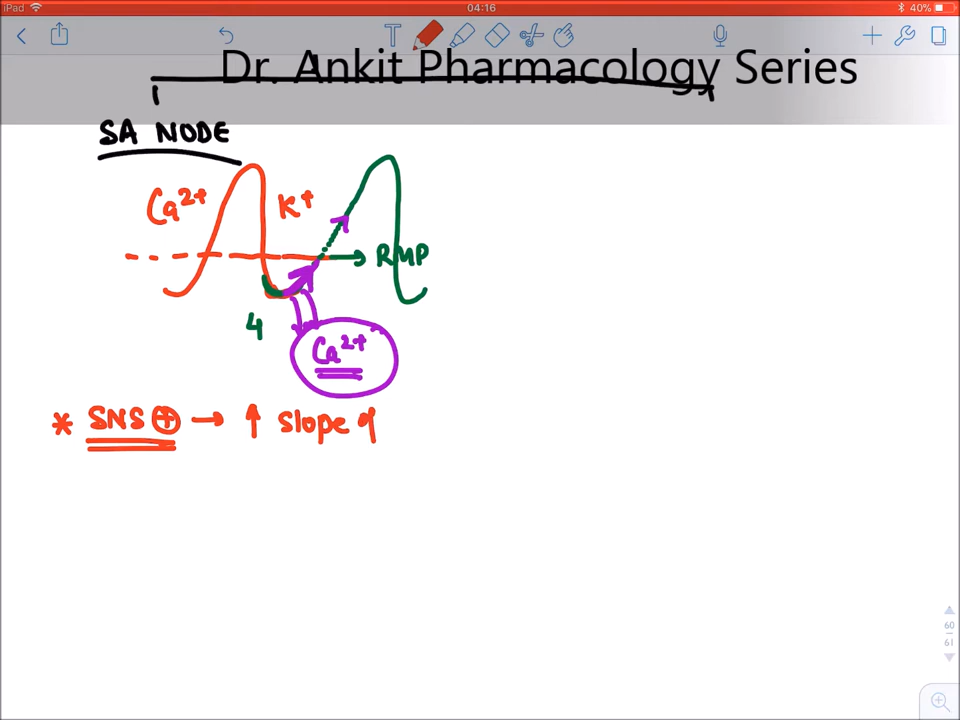 iPad 04:16 40%
T
Dr. Ankit Pharmacology Series
SA NODE
Ca2+ K+
RMP
4
Ca2+
* SNS ⊕ → ↑ Slope of
60
61